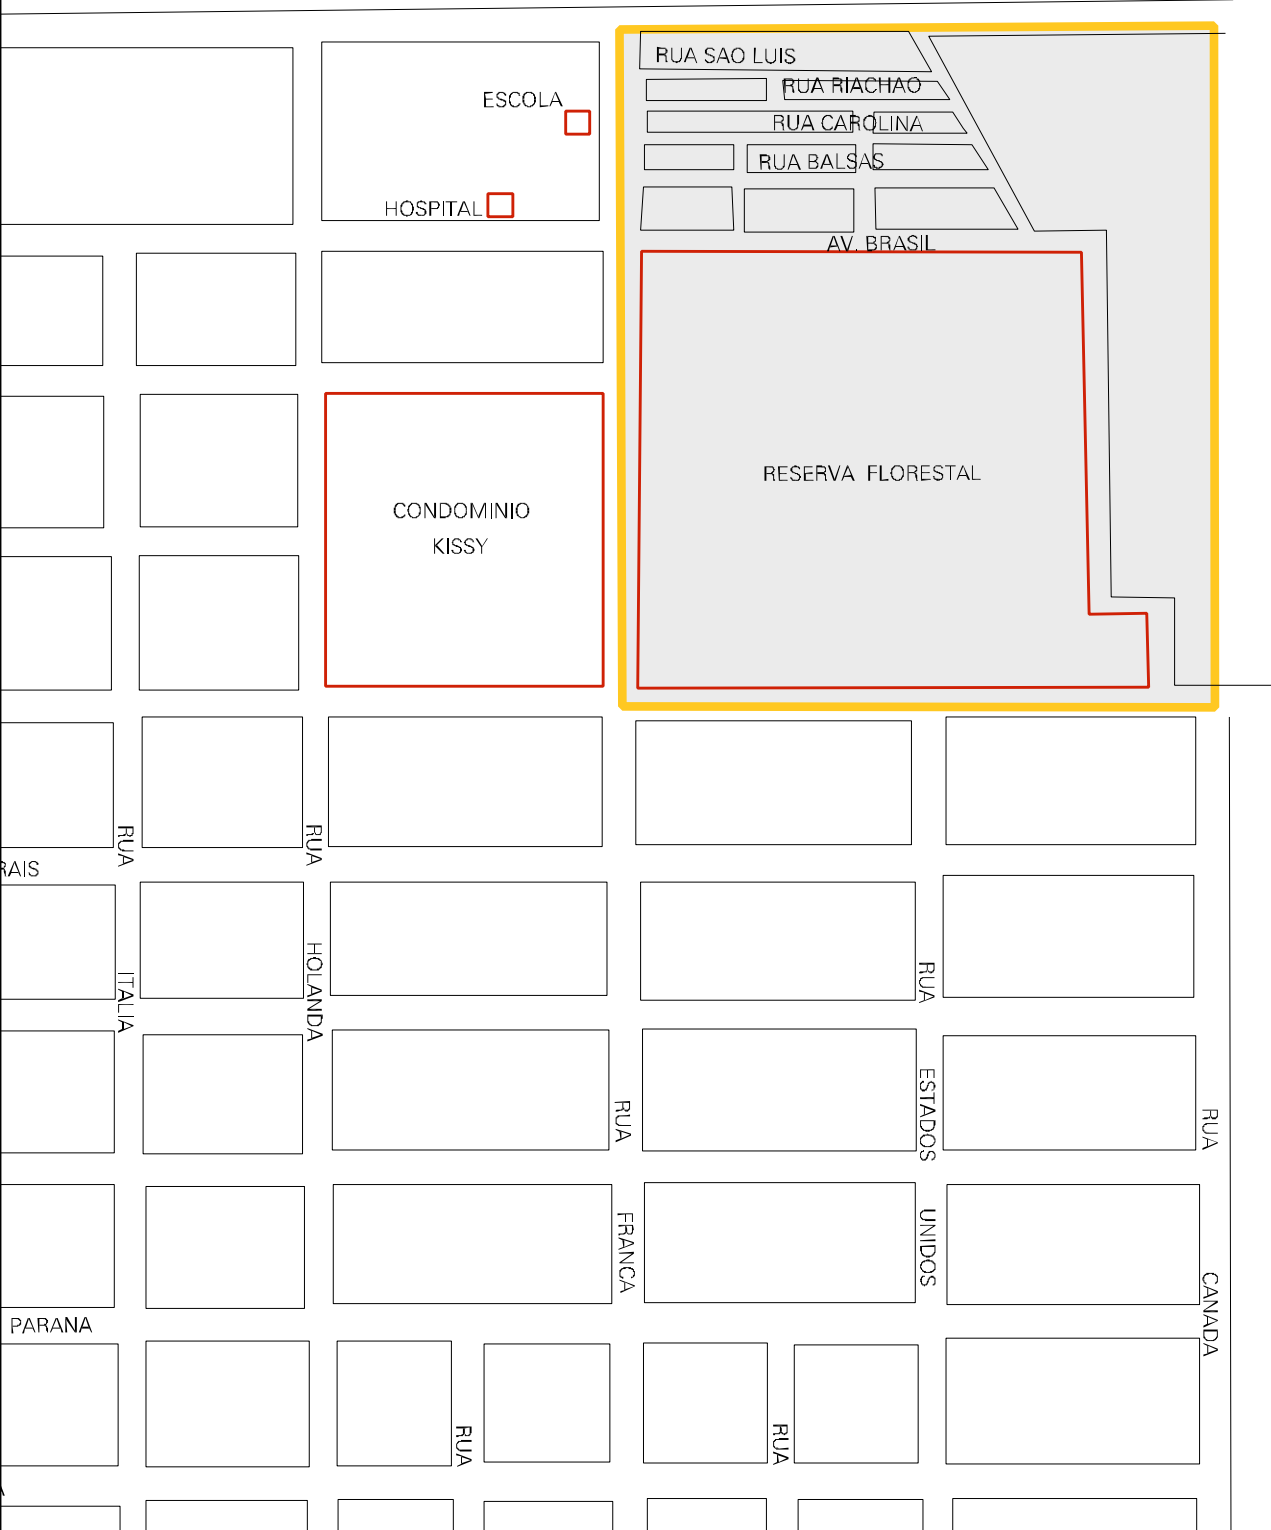 RUA SAO LUIS
RUA RIACHAO
ESCOLA
RUA CAROLINA
RUA BALSAS
HOSPITAL
AV. BRASIL
RESERVA FLORESTAL
CONDOMINIO
KISSY
RUA
RUA
RAIS
HOLANDA
ITALIA
RUA
ESTADOS
RUA
RUA
FRANCA
UNIDOS
CANADA
PARANA
RUA
RUA